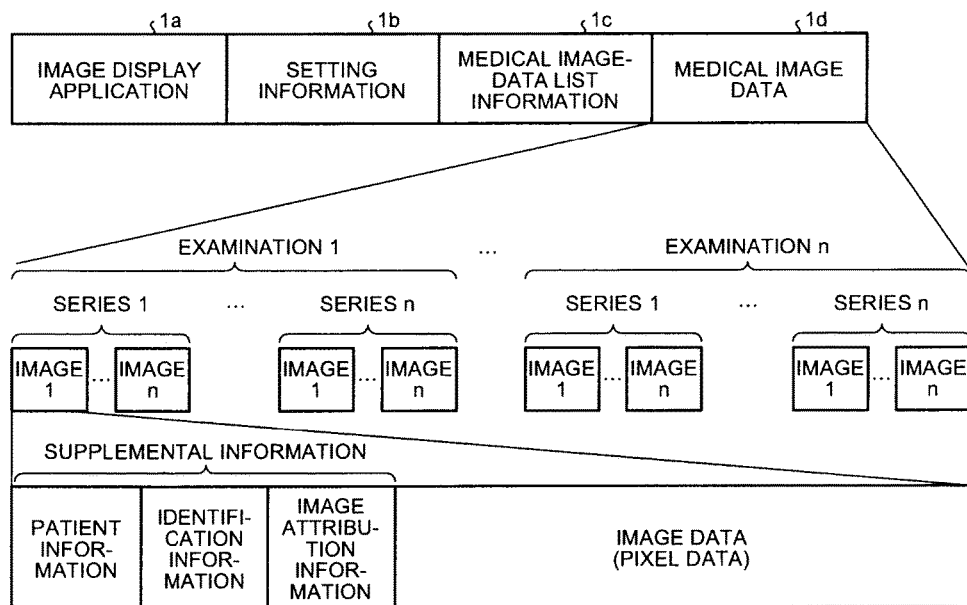 1a 1b 1c 1d
IMAGE DISPLAY
APPLICATION
SETTING
INFORMATION
MEDICAL IMAGE-
DATA LIST
INFORMATION
MEDICAL IMAGE
DATA
EXAMINATION 1 ... EXAMINATION n
SERIES 1 ... SERIES n SERIES 1 ... SERIES n
IMAGE
1
...
IMAGE
n
IMAGE
1
...
IMAGE
n
IMAGE
1
...
IMAGE
n
IMAGE
1
...
IMAGE
n
SUPPLEMENTAL INFORMATION
PATIENT
INFOR-
MATION
IDENTIFI-
CATION
INFOR-
MATION
IMAGE
ATTRIBU-
TION
INFOR-
MATION
IMAGE DATA
(PIXEL DATA)